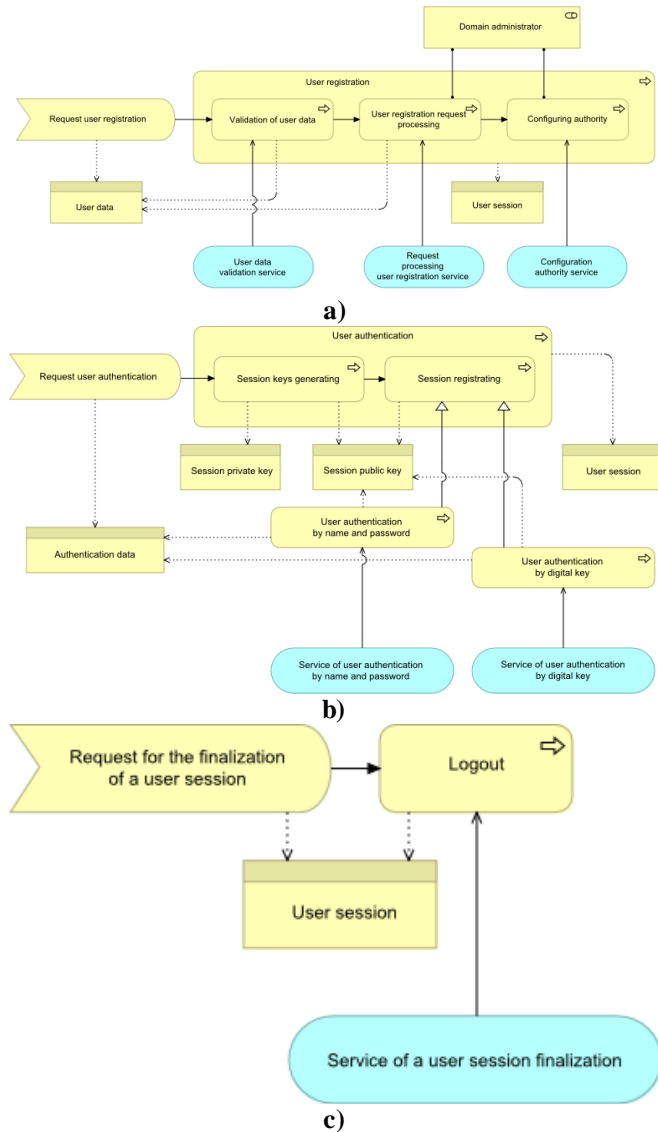 Domain administrator
User registration
Request user registration
Validation of user data
User registration request
processing
Configuring authority
User data
User session
User data
validation service
Request
processing
user registration service
Configuration
authority service
a)
User authentication
Request user authentication
Session keys generating
Session registrating
Session private key
Session public key
User session
User authentication
by name and password
Authentication data
User authentication
by digital key
Service of user authentication
by name and password
Service of user authentication
by digital key
b)
Request for the finalization
of a user session
Logout
User session
Service of a user session finalization
c)